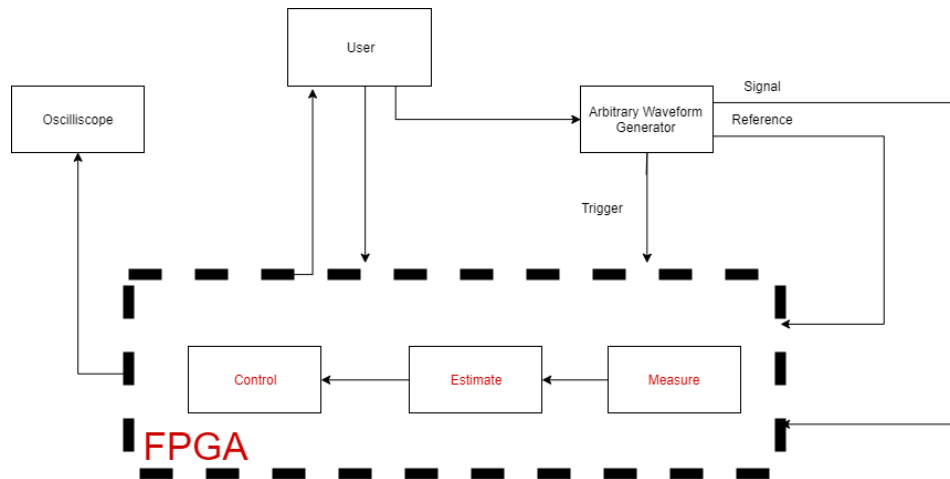 User
Signal
Oscilliscope
Arbitrary Waveform
Generator
Reference
Trigger
Control
Estimate
Measure
FPGA